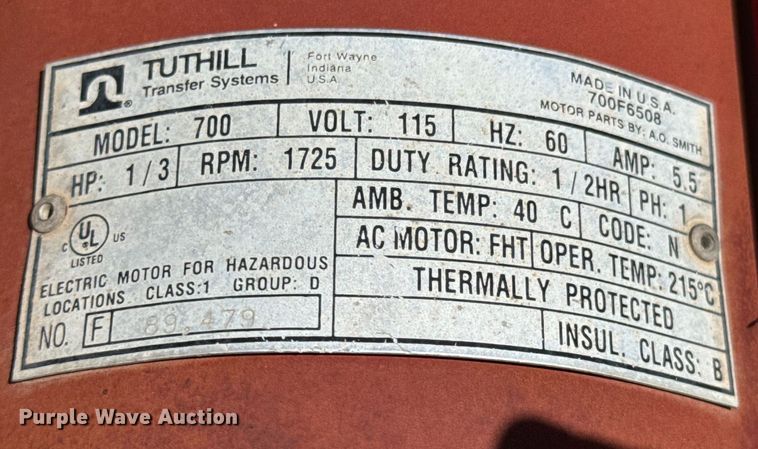 TUTHILL
Transfer Systems
®
Fort Wayne
Indiana
U.S.A.
MADE IN U.S.A.
700F6508
MOTOR PARTS BY: A.O. SMITH
MODEL: 700 VOLT: 115 HZ: 60 AMP: 5.5
HP: 1/3 RPM: 1725 DUTY RATING: 1/2HR PH: 1
AMB. TEMP: 40 C CODE: N
C UL US
LISTED
AC MOTOR: FHT OPER. TEMP: 215°C
ELECTRIC MOTOR FOR HAZARDOUS
LOCATIONS. CLASS:1 GROUP: D
THERMALLY PROTECTED
NO. F 89.479
INSUL. CLASS: B
Purple Wave Auction